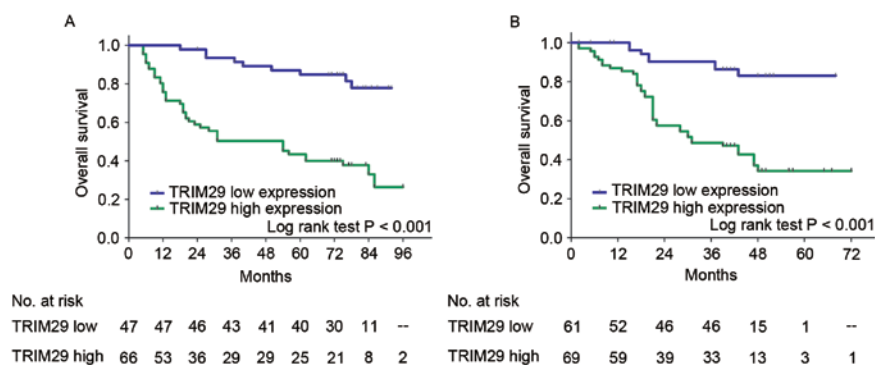 A
Overall survival
1.0
0.8
0.6
0.4
0.2
0.0
TRIM29 low expression
TRIM29 high expression
Log rank test P < 0.001
0 12 24 36 48 60 72 84 96
Months
No. at risk
TRIM29 low 47 47 46 43 41 40 30 11 --
TRIM29 high 66 53 36 29 29 25 21 8 2
B
Overall survival
1.0
0.8
0.6
0.4
0.2
0.0
TRIM29 low expression
TRIM29 high expression
Log rank test P < 0.001
0 12 24 36 48 60 72
Months
No. at risk
TRIM29 low 61 52 46 46 15 1 --
TRIM29 high 69 59 39 33 13 3 1